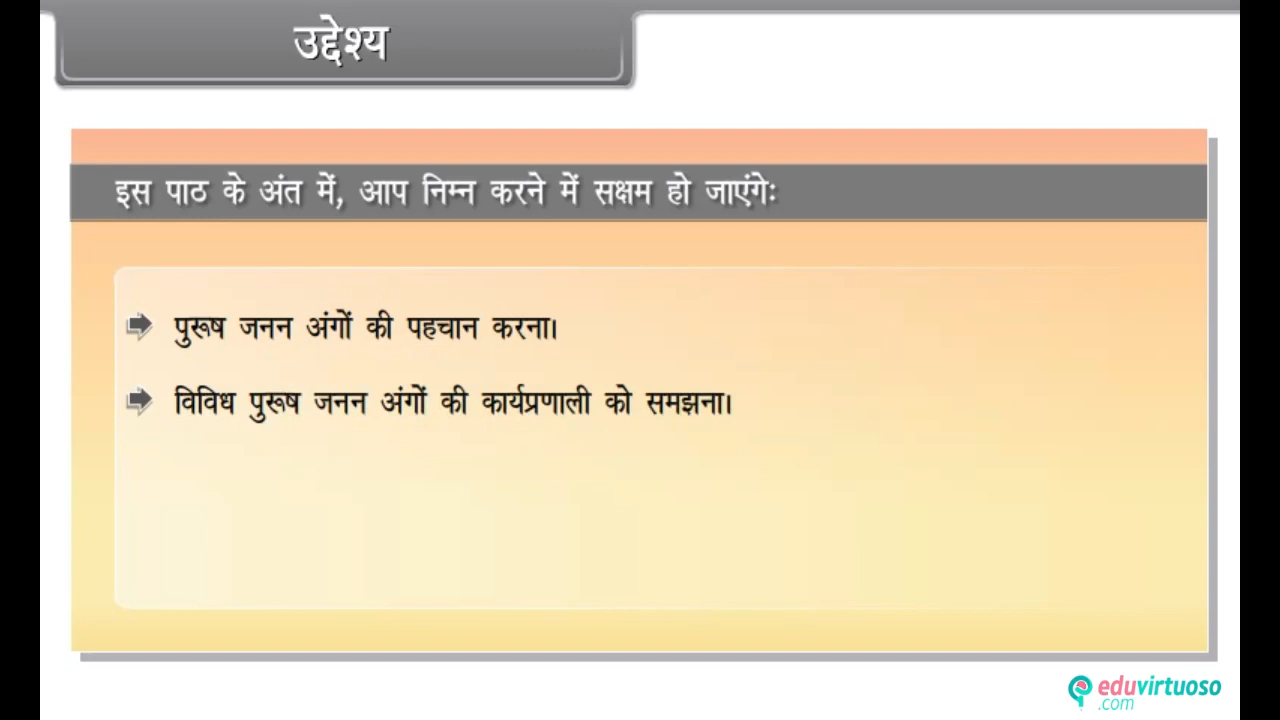 उद्देश्य
इस पाठ के अंत में, आप निम्न करने में सक्षम हो जाएंगेः
पुरूष जनन अंगों की पहचान करना।
विविध पुरूष जनन अंगों की कार्यप्रणाली को समझना।
eduvirtuoso
.com